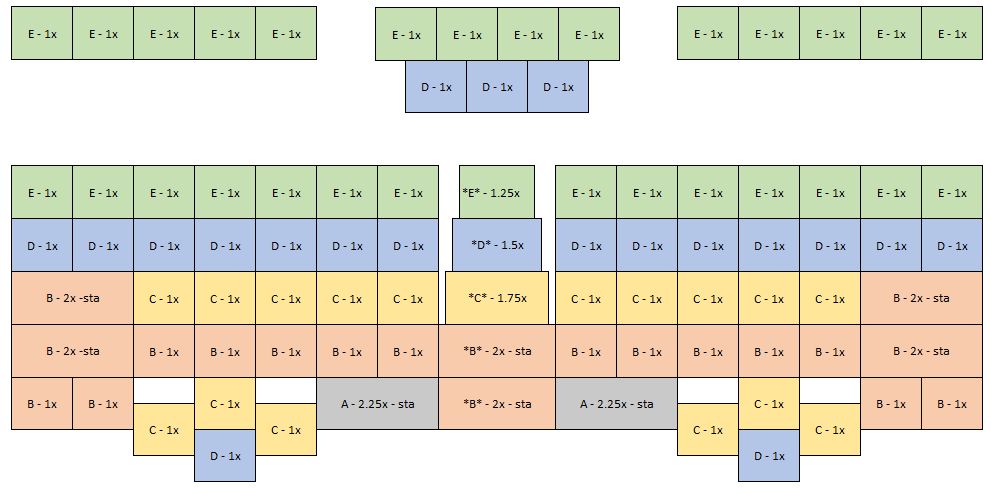 E - 1x E - 1x E - 1x E - 1x E - 1x E - 1x E - 1x E - 1x E - 1x E - 1x E - 1x E - 1x E - 1x E - 1x
D - 1x D - 1x D - 1x
E - 1x E - 1x E - 1x E - 1x E - 1x E - 1x E - 1x *E* - 1.25x E - 1x E - 1x E - 1x E - 1x E - 1x E - 1x E - 1x
D - 1x D - 1x D - 1x D - 1x D - 1x D - 1x D - 1x *D* - 1.5x D - 1x D - 1x D - 1x D - 1x D - 1x D - 1x D - 1x
B - 2x -sta C - 1x C - 1x C - 1x C - 1x C - 1x *C* - 1.75x C - 1x C - 1x C - 1x C - 1x C - 1x B - 2x - sta
B - 2x -sta B - 1x B - 1x B - 1x B - 1x B - 1x *B* - 2x - sta B - 1x B - 1x B - 1x B - 1x B - 1x B - 2x - sta
B - 1x B - 1x C - 1x A - 2.25x - sta *B* - 2x - sta A - 2.25x - sta C - 1x B - 1x B - 1x
C - 1x C - 1x C - 1x C - 1x
D - 1x D - 1x